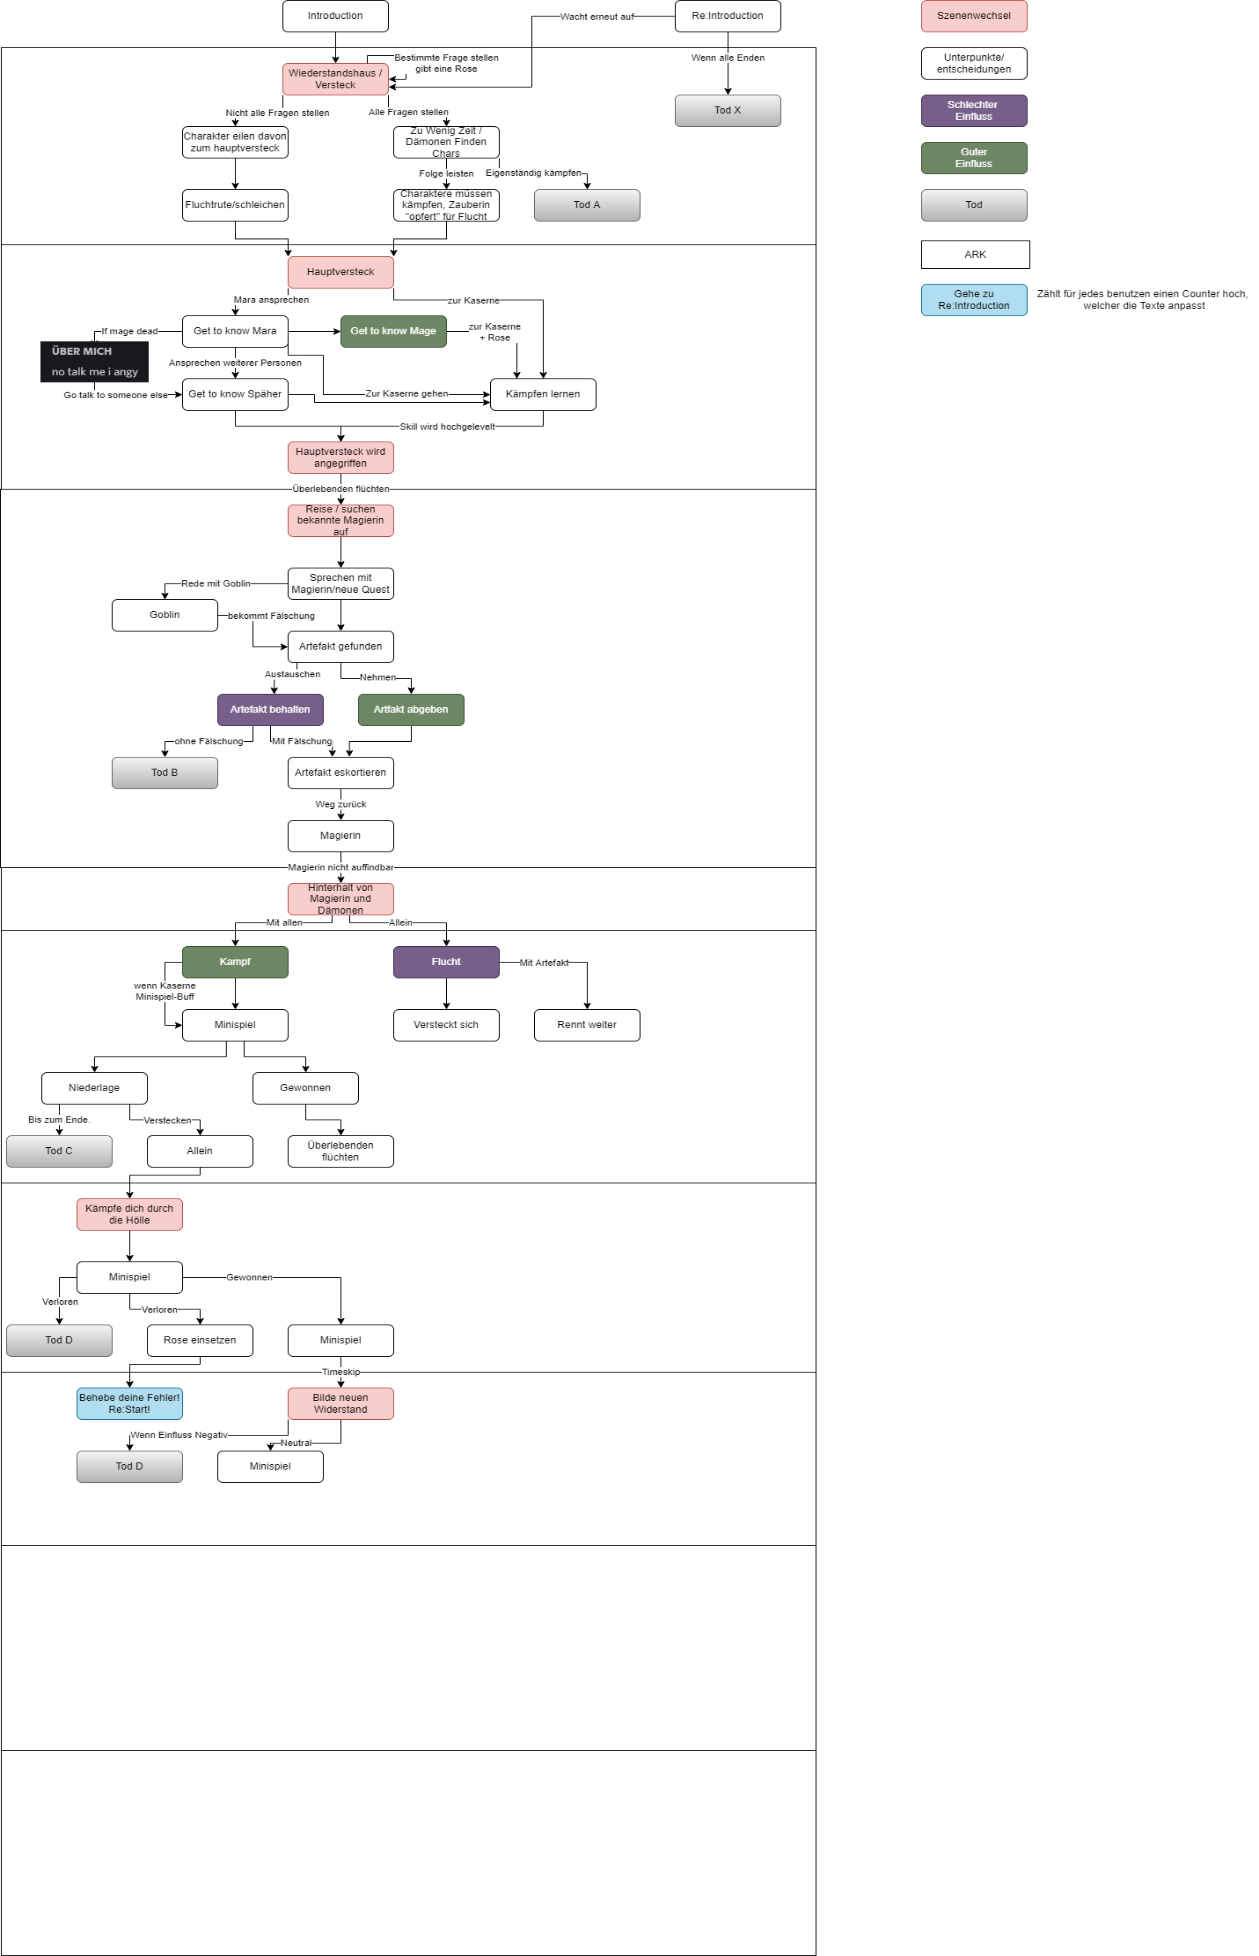 Introduction
Re:Introduction
Wacht erneut auf
Szenenwechsel
Bestimmte Frage stellen
gibt eine Rose
Wenn alle Enden
Unterpunkte/
entscheidungen
Wiederstandshaus /
Versteck
Tod X
Schlechter
Einfluss
Nicht alle Fragen stellen
Alle Fragen stellen
Charakter eilen davon
zum hauptversteck
Zu Wenig Zeit /
Dämonen Finden
Chars
Guter
Einfluss
Folge leisten
Eigenständig kämpfen
Fluchtrute/schleichen
Charaktere müssen
kämpfen, Zauberin
"opfert" für Flucht
Tod A
Tod
ARK
Hauptversteck
Gehe zu
Re:Introduction
Zählt für jedes benutzen einen Counter hoch,
welcher die Texte anpasst
Mara ansprechen
zur Kaserne
If mage dead
Get to know Mara
Get to know Mage
zur Kaserne
+ Rose
ÜBER MICH
no talk me i angy
Ansprechen weiterer Personen
Go talk to someone else
Get to know Späher
Zur Kaserne gehen
Kämpfen lernen
Skill wird hochgelevelt
Hauptversteck wird
angegriffen
Überlebenden flüchten
Reise / suchen
bekannte Magierin
auf
Rede mit Goblin
Sprechen mit
Magierin/neue Quest
Goblin
bekommt Fälschung
Artefakt gefunden
Austauschen
Nehmen
Artefakt behalten
Artfakt abgeben
ohne Fälschung
Mit Fälschung
Tod B
Artefakt eskortieren
Weg zurück
Magierin
Magierin nicht auffindbar
Hinterhalt von
Magierin und
Dämonen
Mit allen
Allein
Kampf
Flucht
Mit Artefakt
wenn Kaserne
Minispiel-Buff
Minispiel
Versteckt sich
Rennt weiter
Niederlage
Gewonnen
Bis zum Ende.
Verstecken
Tod C
Allein
Überlebenden
flüchten
Kämpfe dich durch
die Hölle
Minispiel
Gewonnen
Verloren
Verloren
Tod D
Rose einsetzen
Minispiel
Timeskip
Behebe deine Fehler!
Re:Start!
Bilde neuen
Widerstand
Wenn Einfluss Negativ
Neutral
Tod D
Minispiel